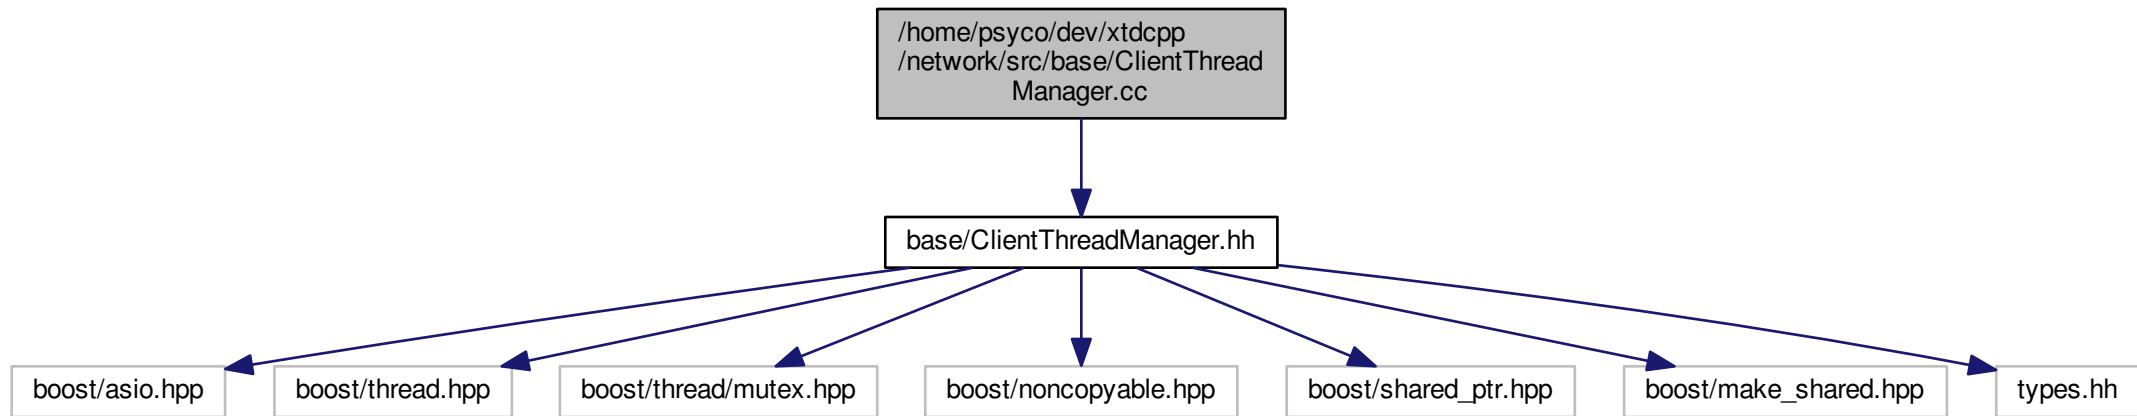 /home/psyco/dev/xtdcpp
/network/src/base/ClientThread
Manager.cc
base/ClientThreadManager.hh
boost/asio.hpp
boost/thread.hpp
boost/thread/mutex.hpp
boost/noncopyable.hpp
boost/shared_ptr.hpp
boost/make_shared.hpp
types.hh